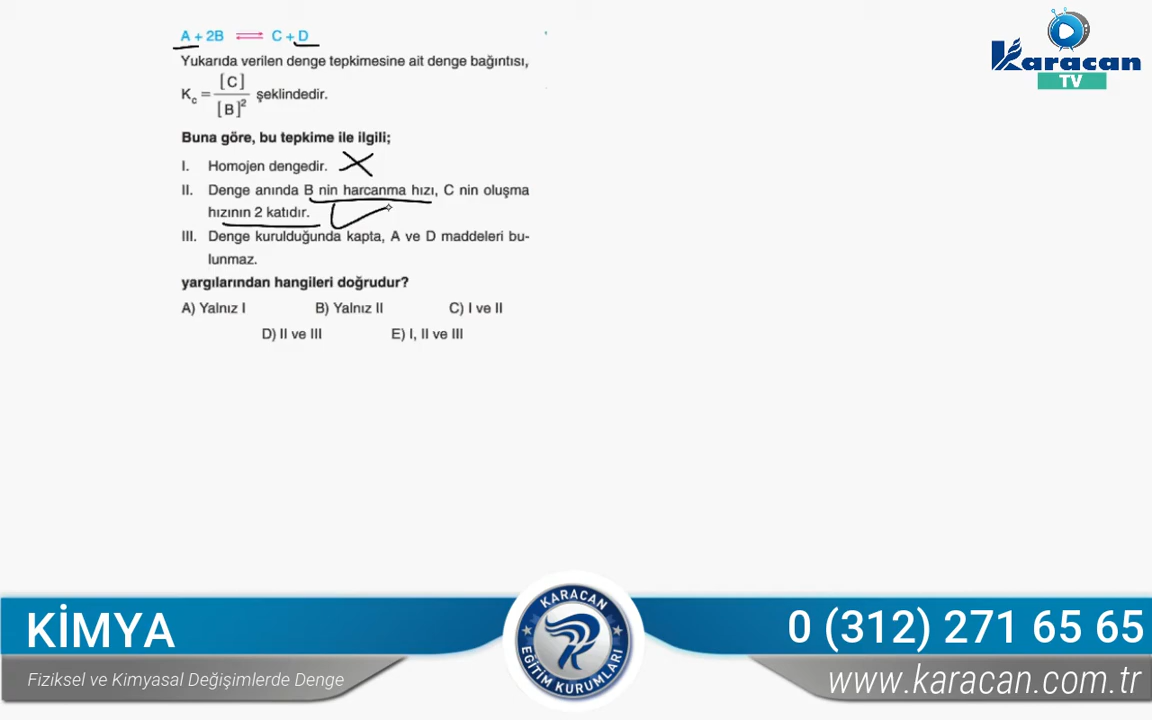 A + 2B ⇌ C + D
Yukarıda verilen denge tepkimesine ait denge bağıntısı,
K_c = [C] / [B]² şeklindedir.
Buna göre, bu tepkime ile ilgili;
I. Homojen dengedir.
II. Denge anında B nin harcanma hızı, C nin oluşma
hızının 2 katıdır.
III. Denge kurulduğunda kapta, A ve D maddeleri bu-
lunmaz.
yargılarından hangileri doğrudur?
A) Yalnız I B) Yalnız II C) I ve II
D) II ve III E) I, II ve III
Karacan
TV
KİMYA
Fiziksel ve Kimyasal Değişimlerde Denge
KARACAN
EĞİTİM KURUMLARI
0 (312) 271 65 65
www.karacan.com.tr